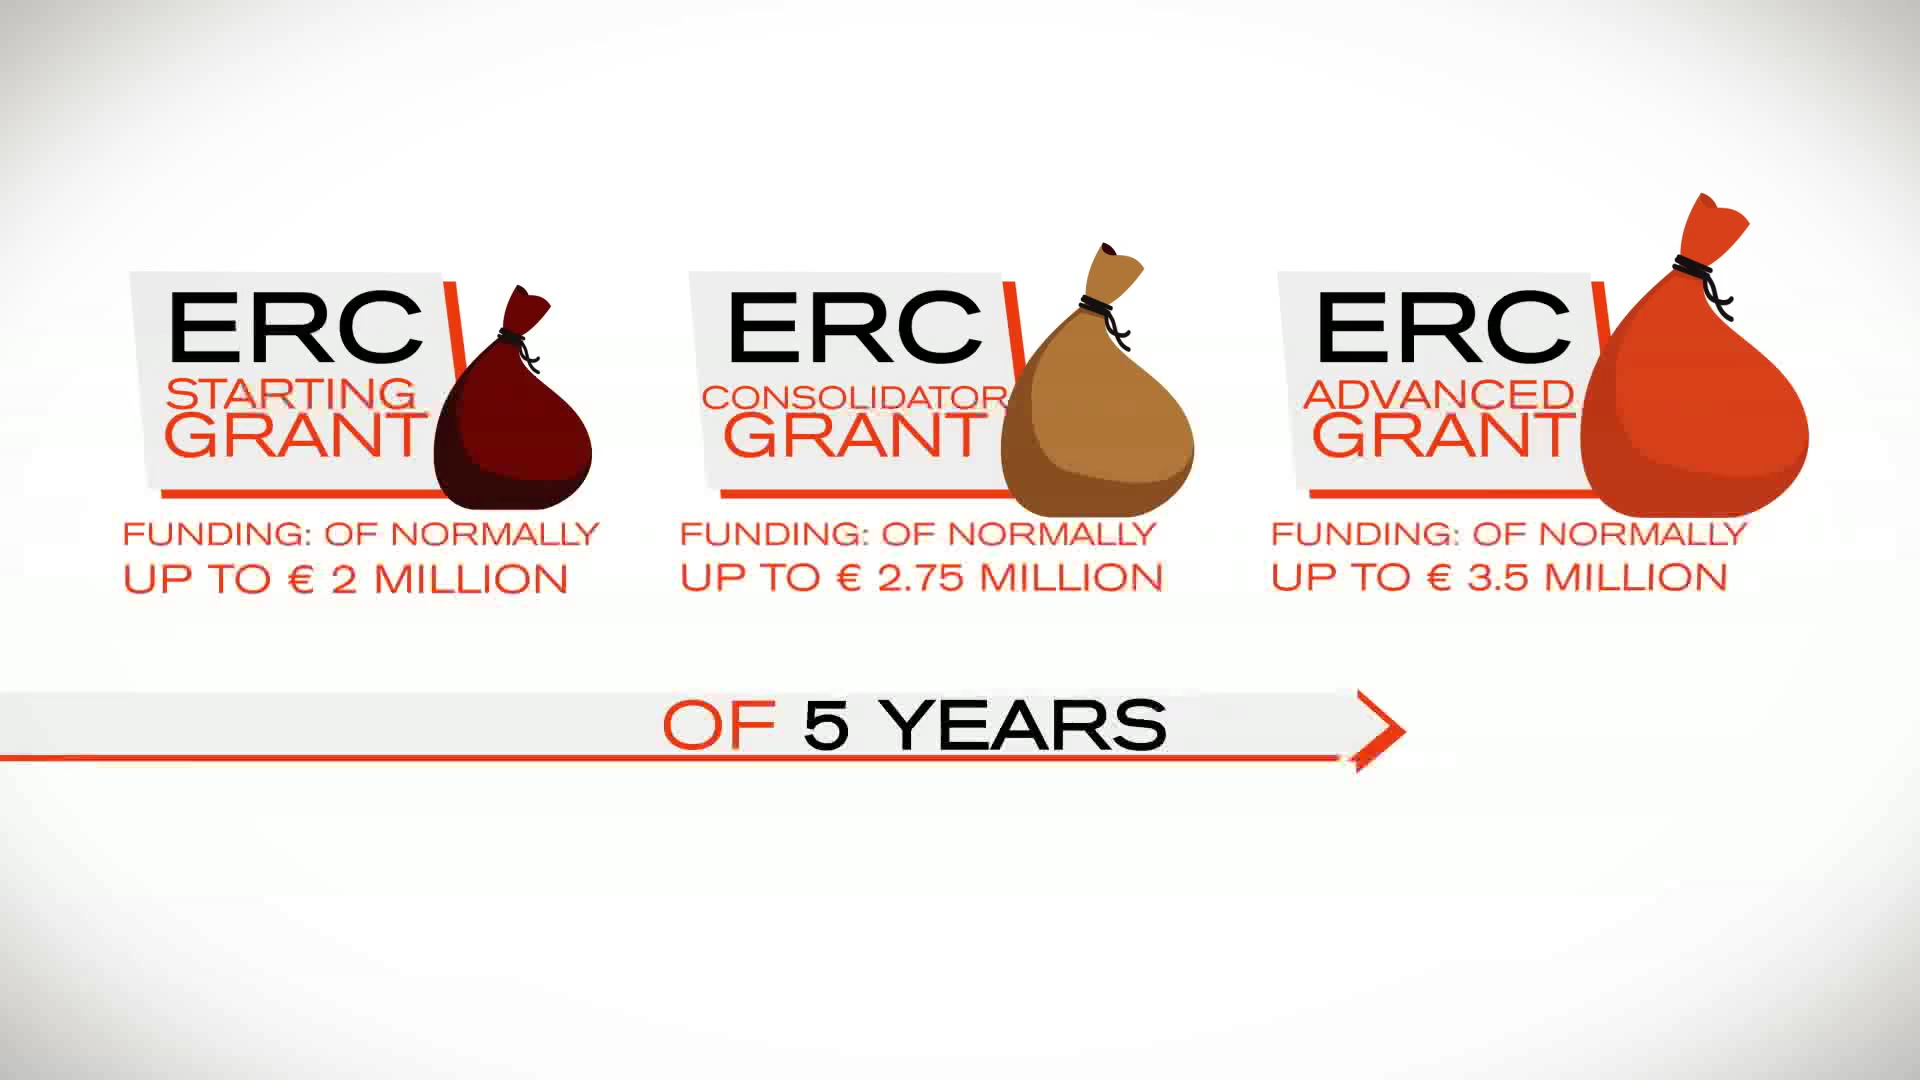 ERC
STARTING
GRANT
FUNDING: OF NORMALLY
UP TO € 2 MILLION
ERC
CONSOLIDATOR
GRANT
FUNDING: OF NORMALLY
UP TO € 2.75 MILLION
ERC
ADVANCED
GRANT
FUNDING: OF NORMALLY
UP TO € 3.5 MILLION
OF 5 YEARS